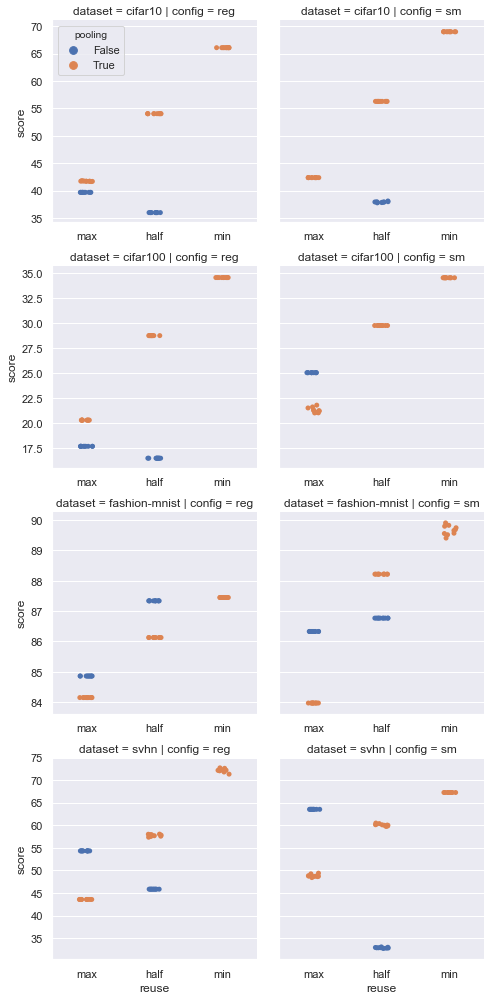 dataset = cifar10 | config = reg
dataset = cifar10 | config = sm
pooling
False
True
score
70
65
60
55
50
45
40
35
max half min
max half min
dataset = cifar100 | config = reg
dataset = cifar100 | config = sm
score
35.0
32.5
30.0
27.5
25.0
22.5
20.0
17.5
max half min
max half min
dataset = fashion-mnist | config = reg
dataset = fashion-mnist | config = sm
score
90
89
88
87
86
85
84
max half min
max half min
dataset = svhn | config = reg
dataset = svhn | config = sm
score
75
70
65
60
55
50
45
40
35
max half min
max half min
reuse
reuse